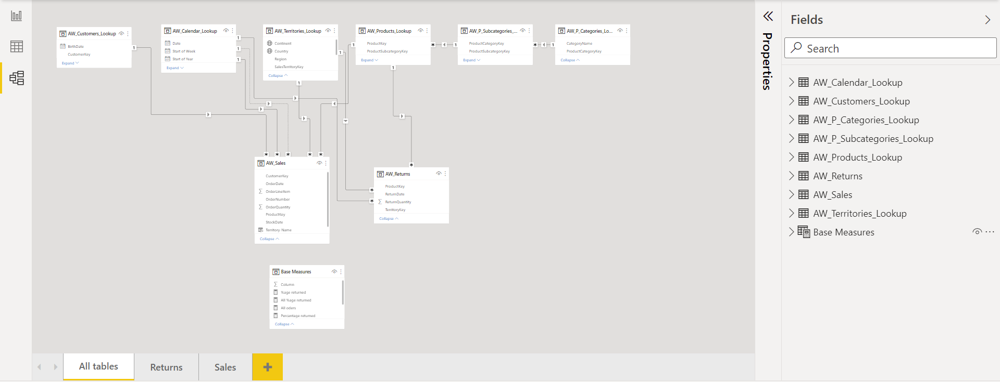 AW_Customers_Lookup
BirthDate
CustomerKey
Expand
AW_Calendar_Lookup
Date
Start of Week
Start of Year
Expand
AW_Territories_Lookup
Continent
Country
Region
SalesTerritoryKey
Collapse
AW_Products_Lookup
ProductKey
ProductSubcategoryKey
Expand
AW_P_Subcategories_...
ProductCategoryKey
ProductSubcategoryKey
Expand
AW_P_Categories_Lo...
CategoryName
ProductCategoryKey
Collapse
1
1
1
1
1
1
1
*
1
*
1
1
1
* * * * *
*
*
*
AW_Sales
CustomerKey
OrderDate
OrderLineItem
OrderNumber
OrderQuantity
ProductKey
StockDate
Territory Name
Collapse
AW_Returns
ProductKey
ReturnDate
ReturnQuantity
TerritoryKey
Collapse
Base Measures
Column
%age returned
All %age returned
All oders
Percantage returned
Collapse
All tables
Returns
Sales
Properties
Fields
Search
AW_Calendar_Lookup
AW_Customers_Lookup
AW_P_Categories_Lookup
AW_P_Subcategories_Lookup
AW_Products_Lookup
AW_Returns
AW_Sales
AW_Territories_Lookup
Base Measures